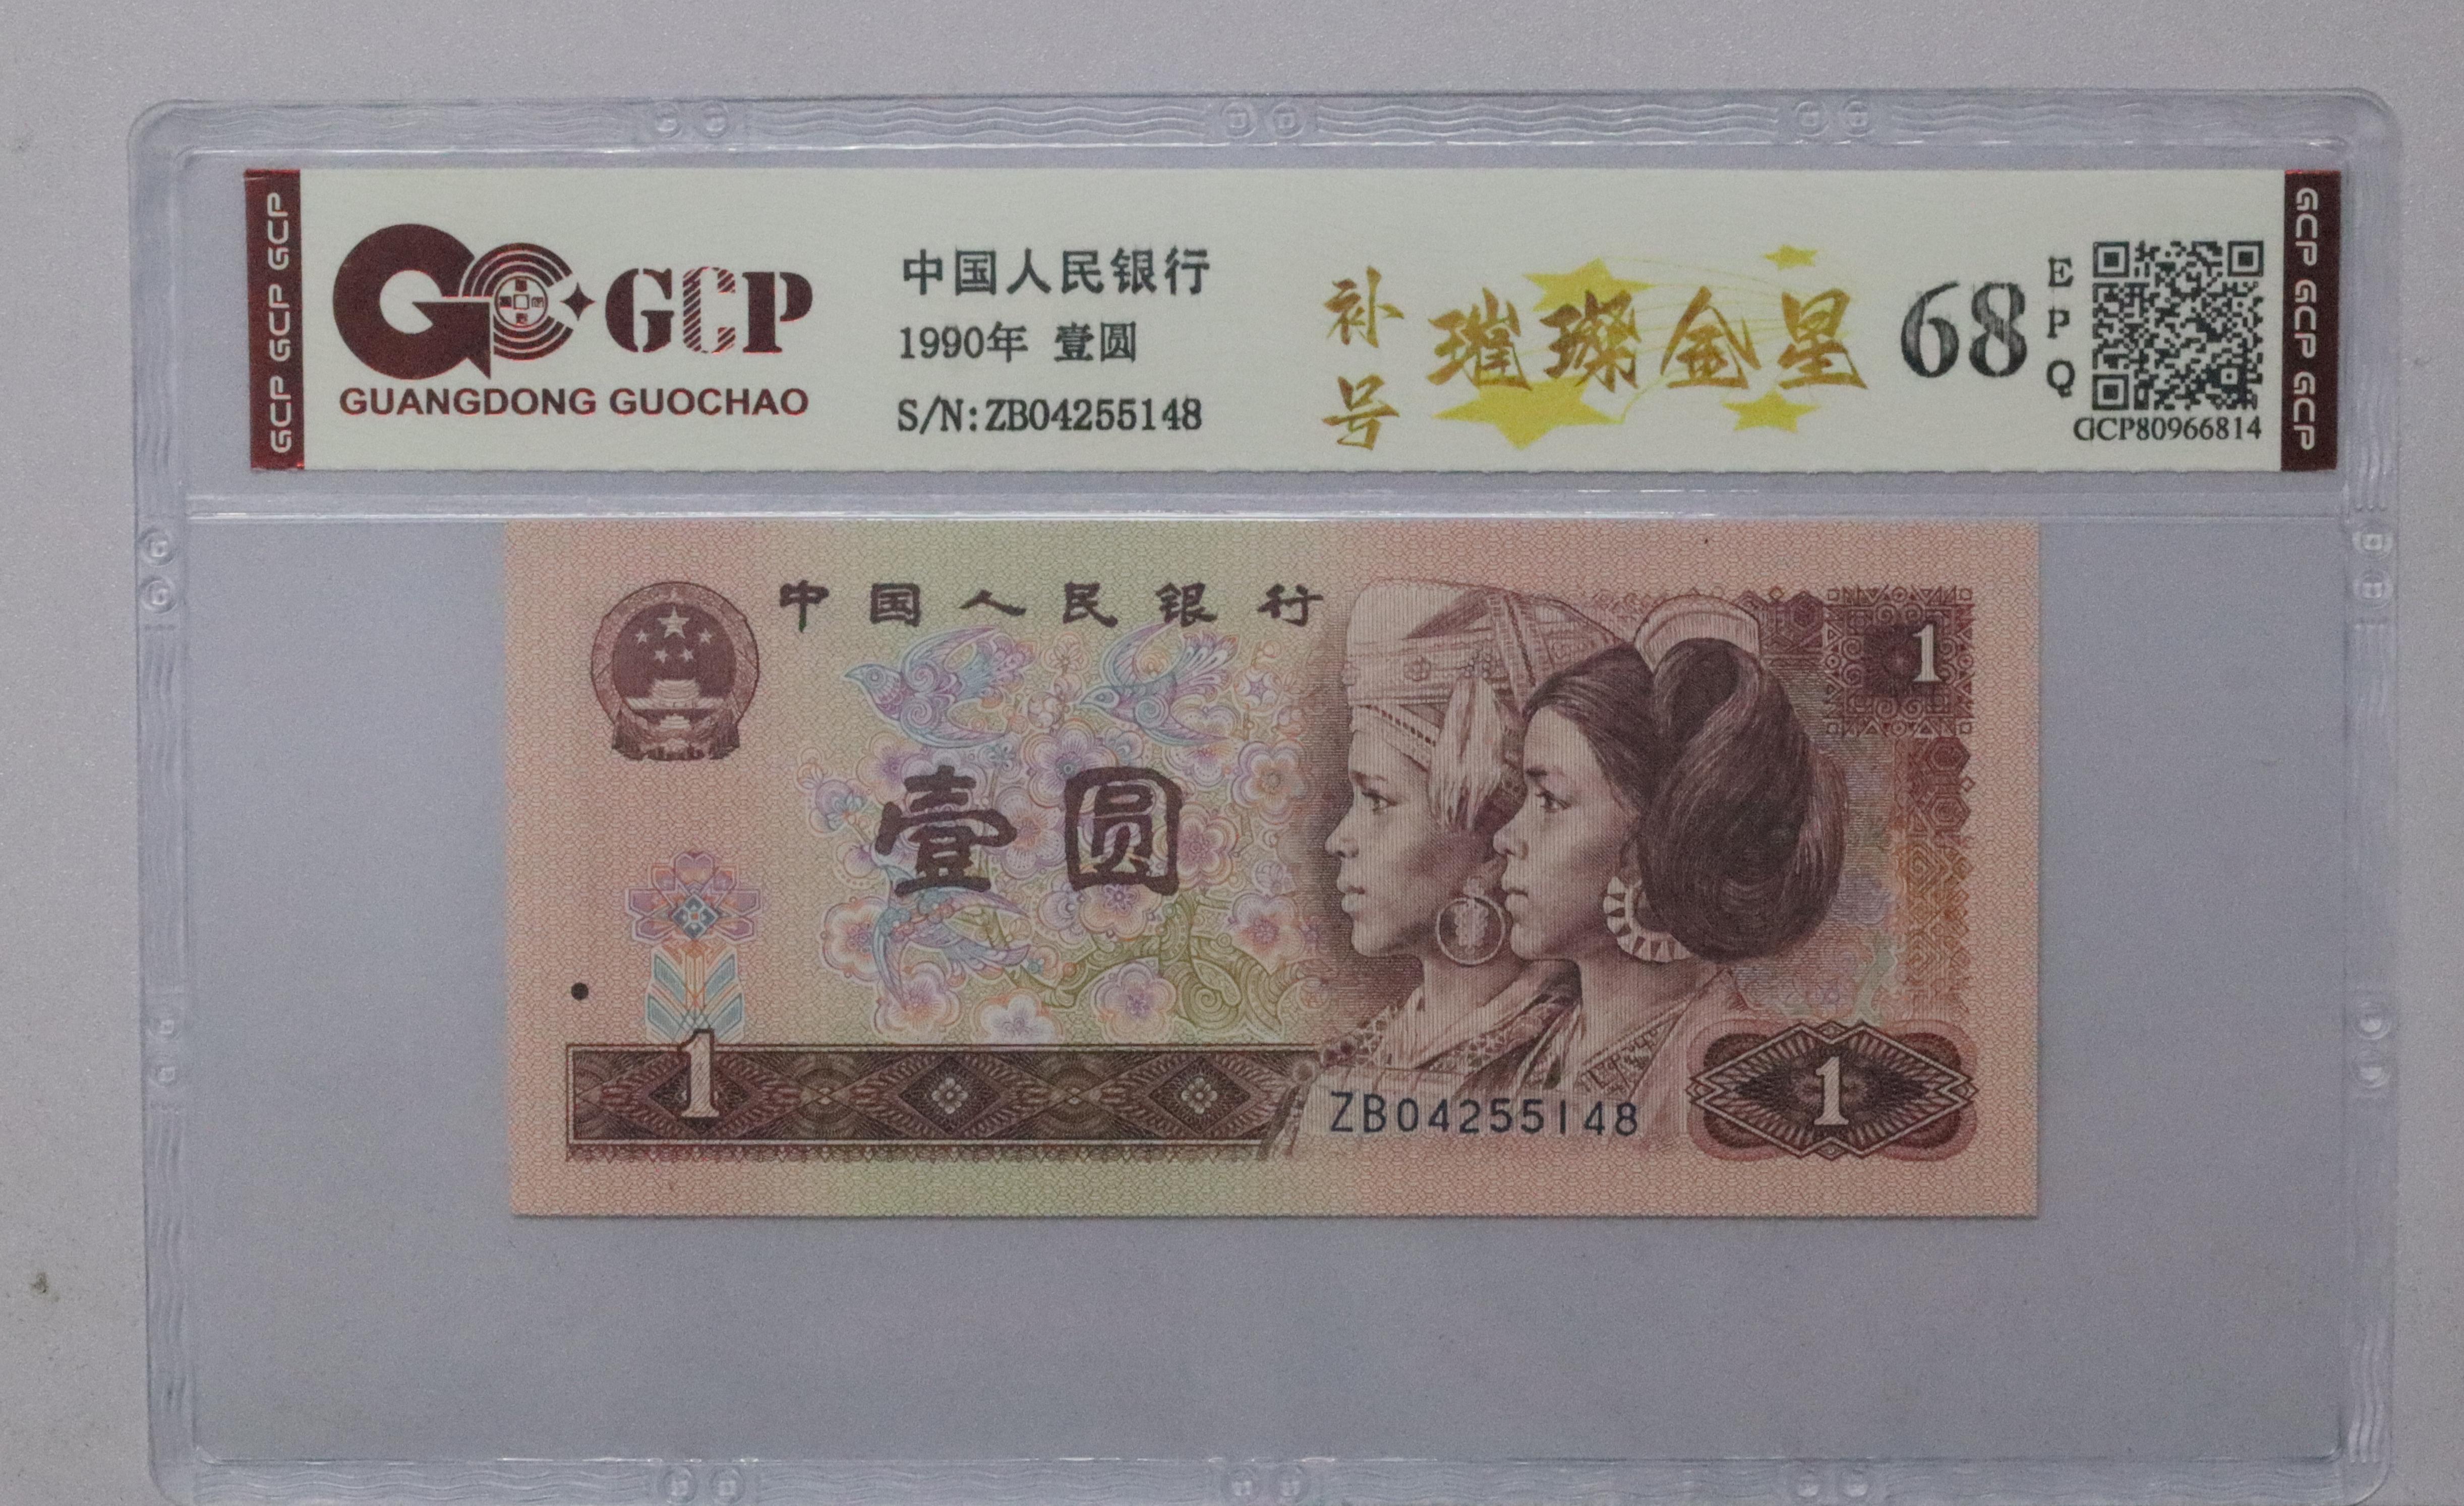 GCP GCP GCP
GCP
GUANGDONG GUOCHAO
中国人民银行
1990年 壹圆
S/N:ZB04255148
补号
璀璨金星
68
EPQ
GCP80966814
GCP GCP GCP
中国人民银行
1
壹圆
1
ZB04255148
1